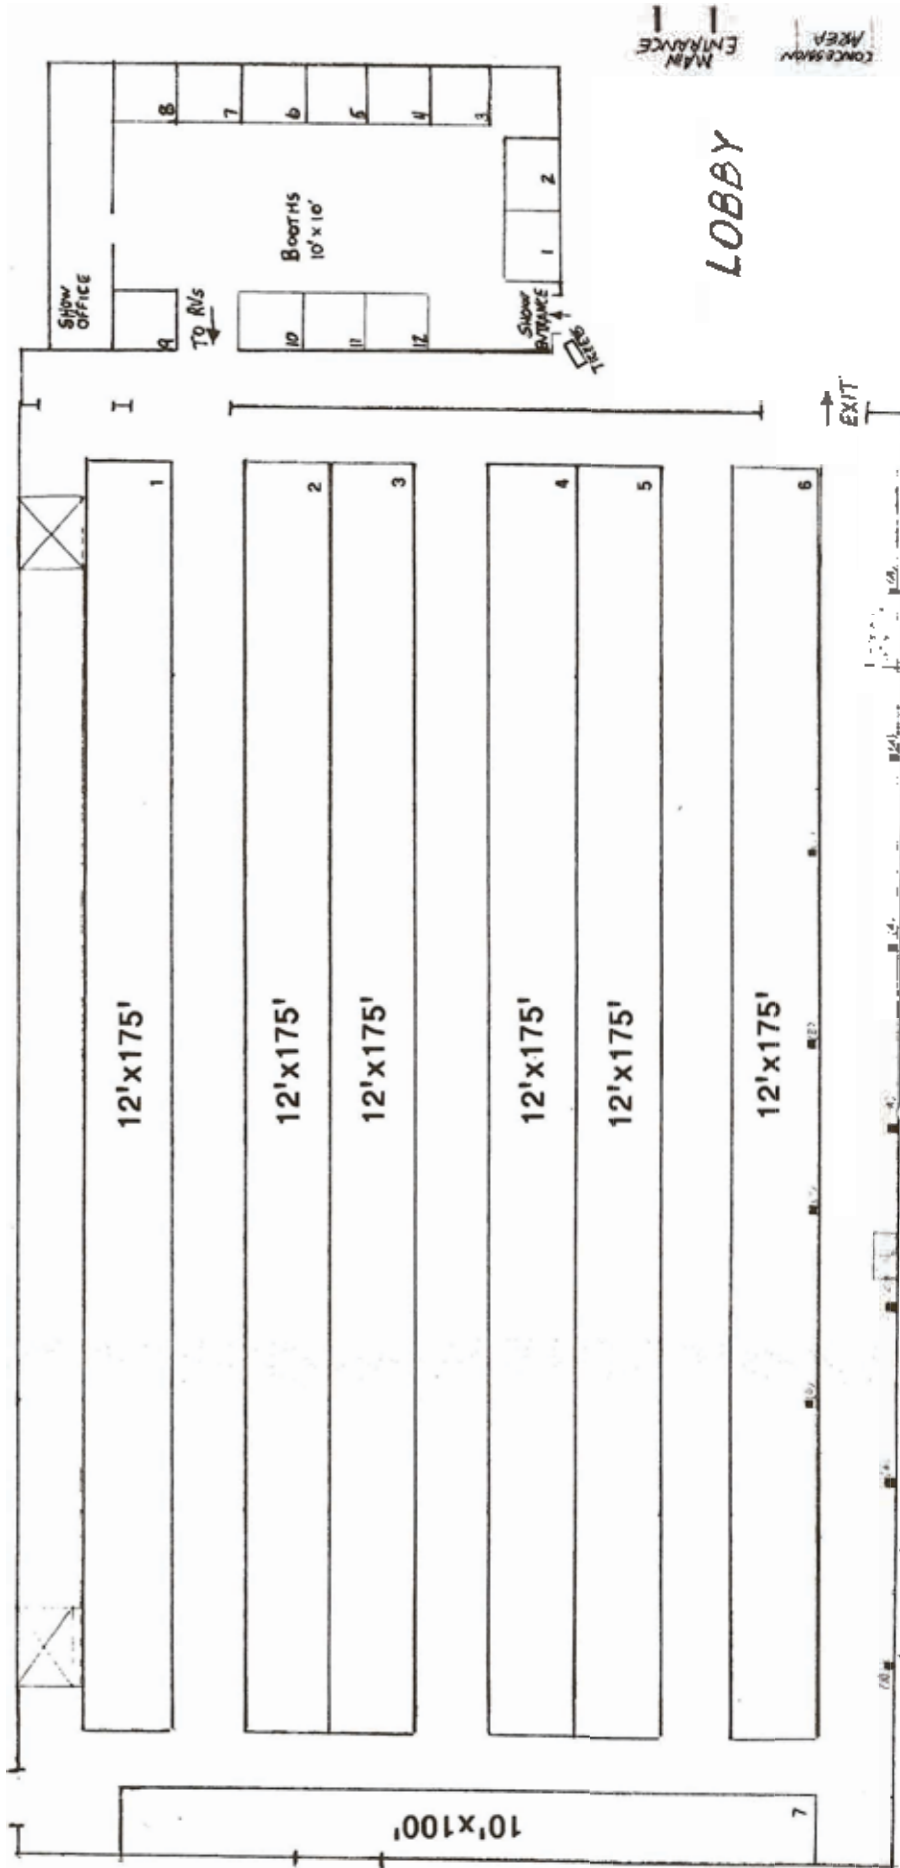 MAIN
ENTRANCE
CONCESSION
AREA
LOBBY
SHOW
OFFICE
8
7
6
5
4
3
2
1
BOOTHS
10'x10'
9
TO RVs
10
11
12
SHOW
ENTRANCE
EXIT
1
2
3
4
5
6
12'x175'
12'x175'
12'x175'
12'x175'
12'x175'
12'x175'
10'x100'
7